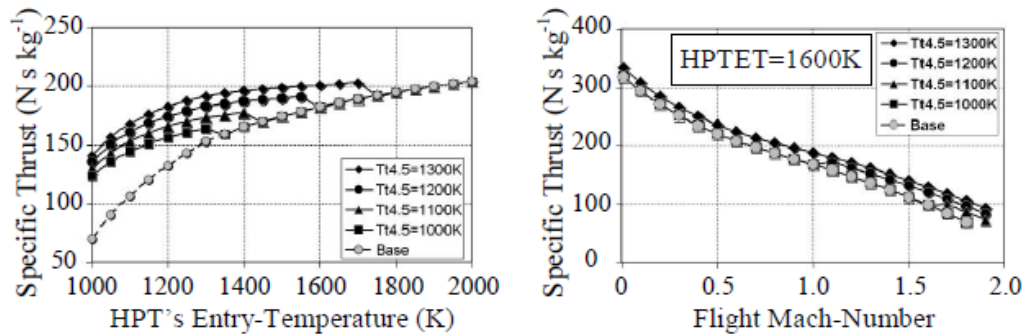 Specific Thrust (N s kg⁻¹)
250
200
150
100
50
1000 1200 1400 1600 1800 2000
HPT's Entry-Temperature (K)
Tt4.5=1300K
Tt4.5=1200K
Tt4.5=1100K
Tt4.5=1000K
Base
Specific Thrust (N s kg⁻¹)
400
300
200
100
0
0 0.5 1.0 1.5 2.0
Flight Mach-Number
HPTET=1600K
Tt4.5=1300K
Tt4.5=1200K
Tt4.5=1100K
Tt4.5=1000K
Base